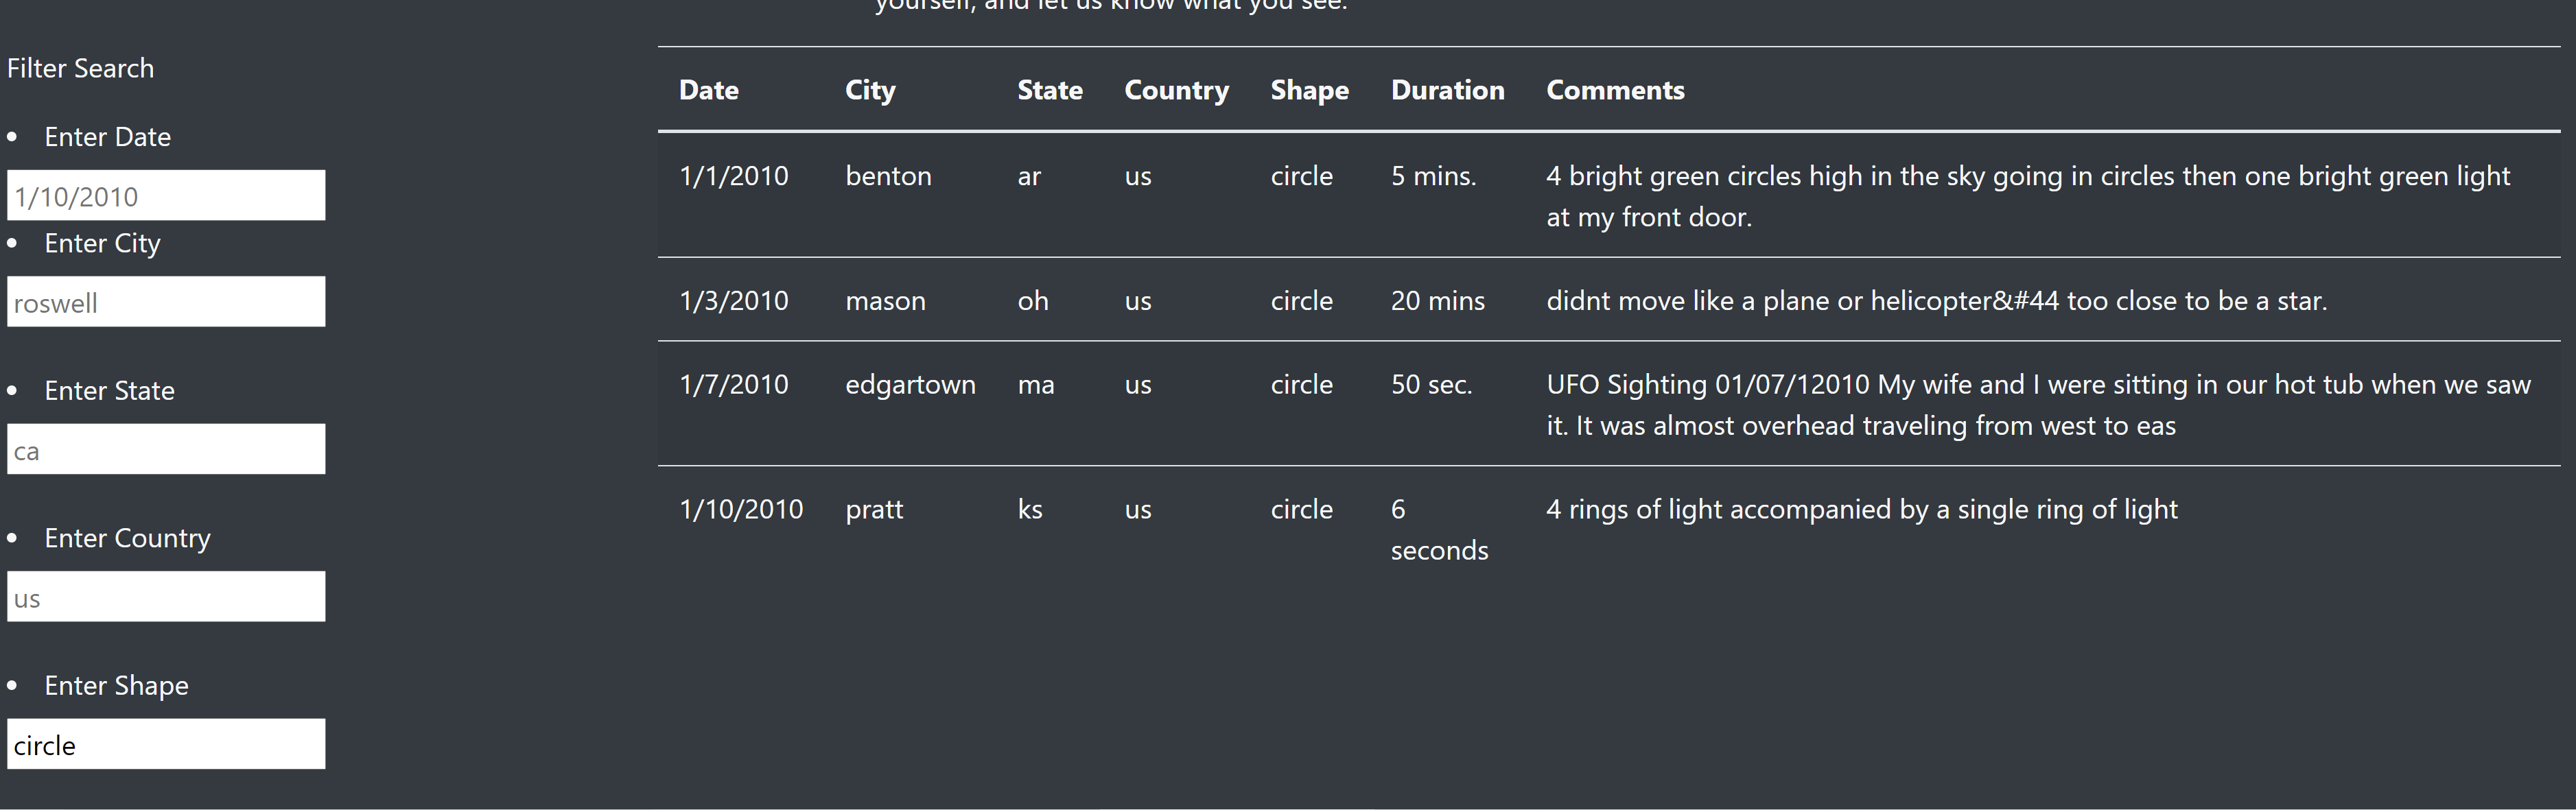 yourself, and let us know what you see.
Filter Search
Enter Date
1/10/2010
Enter City
roswell
Enter State
ca
Enter Country
us
Enter Shape
circle
Date City State Country Shape Duration Comments
1/1/2010 benton ar us circle 5 mins. 4 bright green circles high in the sky going in circles then one bright green light
at my front door.
1/3/2010 mason oh us circle 20 mins didnt move like a plane or helicopter&#44 too close to be a star.
1/7/2010 edgartown ma us circle 50 sec. UFO Sighting 01/07/12010 My wife and I were sitting in our hot tub when we saw
it. It was almost overhead traveling from west to eas
1/10/2010 pratt ks us circle 6 4 rings of light accompanied by a single ring of light
seconds